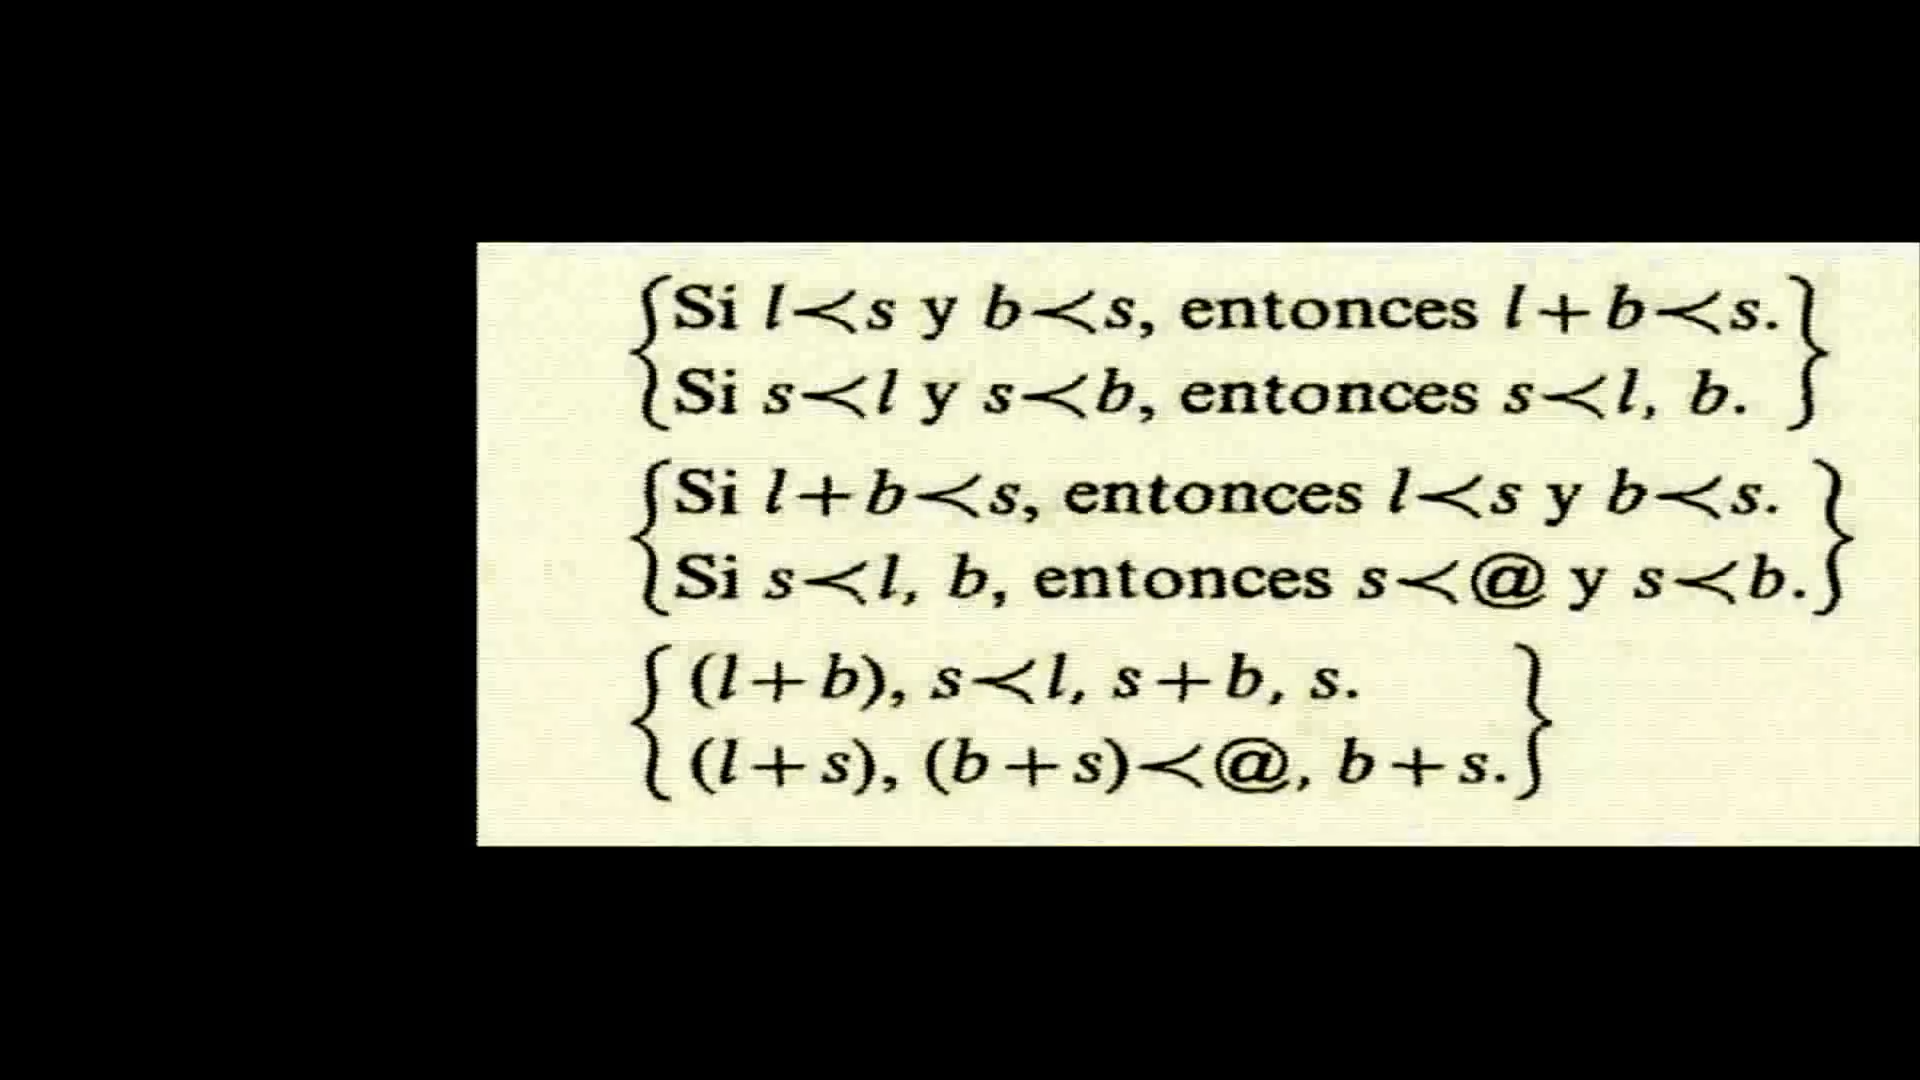 Si l⤙s y b⤙s, entonces l+b⤙s.
Si s⤙l y s⤙b, entonces s⤙l, b.
Si l+b⤙s, entonces l⤙s y b⤙s.
Si s⤙l, b, entonces s⤙@ y s⤙b.
(l+b), s⤙l, s+b, s.
(l+s), (b+s)⤙@, b+s.